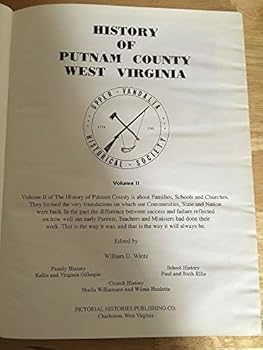 HISTORY
OF
PUTNAM COUNTY
WEST VIRGINIA
UPPER VANDALIA
HISTORICAL SOCIETY
Volume II
Volume II of The History of Putnam County is about Families, Schools and Churches.
They formed the very foundations on which our Communities, State and Nation
were built. In the past the difference between success and failure reflected
on how well our early Parents, Teachers and Ministers had done their
work. That is the way it was, and that is the way it will always be.
Edited by
William D. Wintz
Family History
Kallie and Virginia Gillespie
School History
Paul and Ruth Ellis
Church History
Sheila Williamson and Wilma Hazlette
PICTORIAL HISTORIES PUBLISHING CO.
Charleston, West Virginia